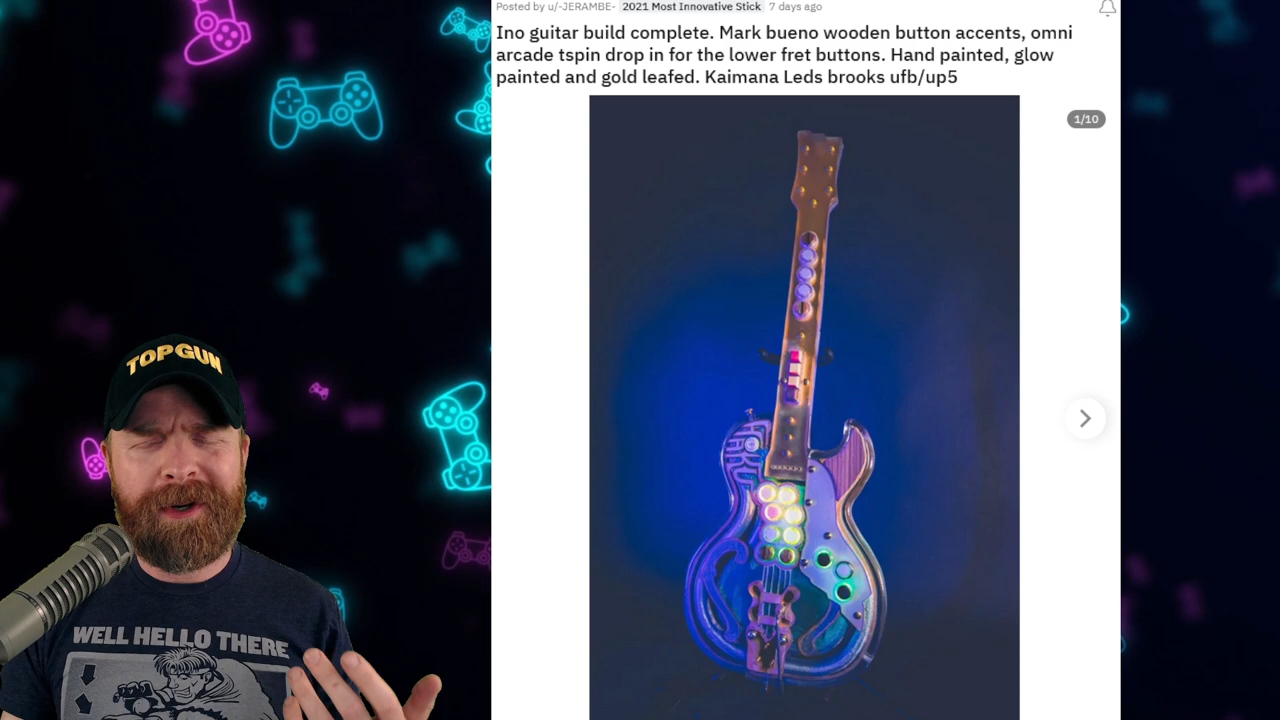 Posted by u/-JERAMBE- 2021 Most Innovative Stick 7 days ago
Ino guitar build complete. Mark bueno wooden button accents, omni
arcade tspin drop in for the lower fret buttons. Hand painted, glow
painted and gold leafed. Kaimana Leds brooks ufb/up5
1/10
TOPGUN
WELL HELLO THERE